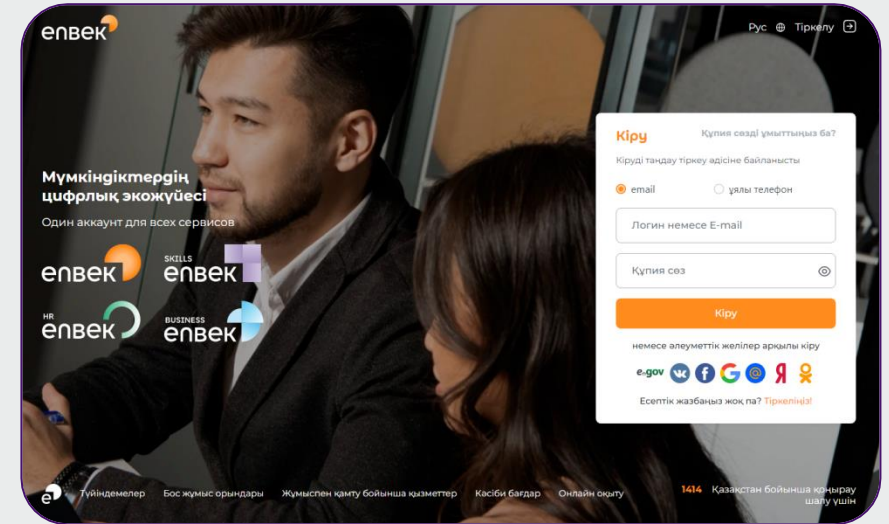 enbek
Рус Тіркелу
Кіру Құпия сөзді ұмыттыңыз ба?
Кіруді таңдау тіркеу әдісіне байланысты
email ұялы телефон
Логин немесе E-mail
Құпия сөз
Кіру
немесе әлеуметтік желілер арқылы кіру
e.gov
Есептік жазбаңыз жоқ па? Тіркеліңіз!
Мүмкіндіктердің
цифрлық экожүйесі
Один аккаунт для всех сервисов
enbek
SKILLS
enbek
HR
enbek
BUSINESS
enbek
Түйіндемелер Бос жұмыс орындары Жұмыспен қамту бойынша қызметтер Кәсіби бағдар Онлайн оқыту
1414 Қазақстан бойынша қоңырау
шалу үшін